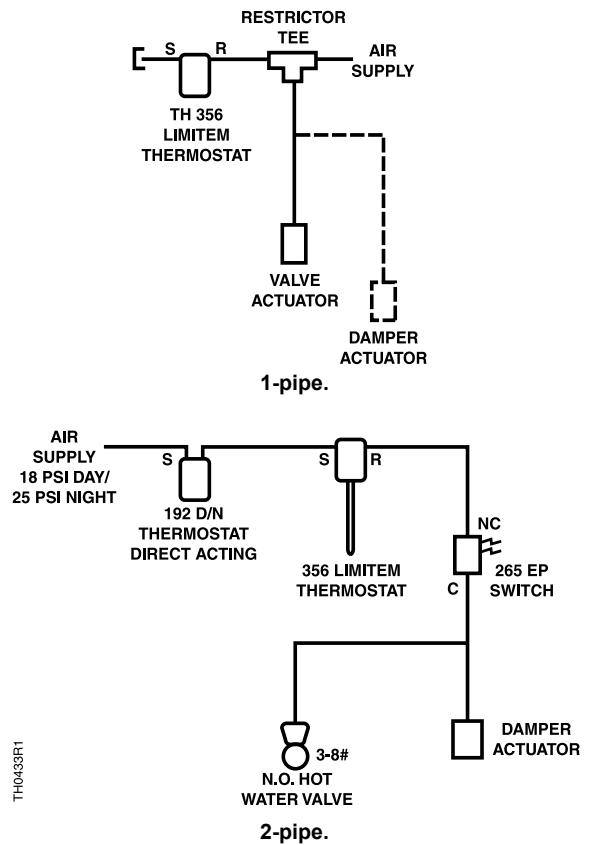 RESTRICTOR
TEE
S
R
AIR
SUPPLY
TH 356
LIMITEM
THERMOSTAT
VALVE
ACTUATOR
DAMPER
ACTUATOR
1-pipe.
AIR
SUPPLY
18 PSI DAY/
25 PSI NIGHT
S
192 D/N
THERMOSTAT
DIRECT ACTING
S
R
356 LIMITEM
THERMOSTAT
NC
265 EP
SWITCH
C
3-8#
N.O. HOT
WATER VALVE
DAMPER
ACTUATOR
TH0433R1
2-pipe.